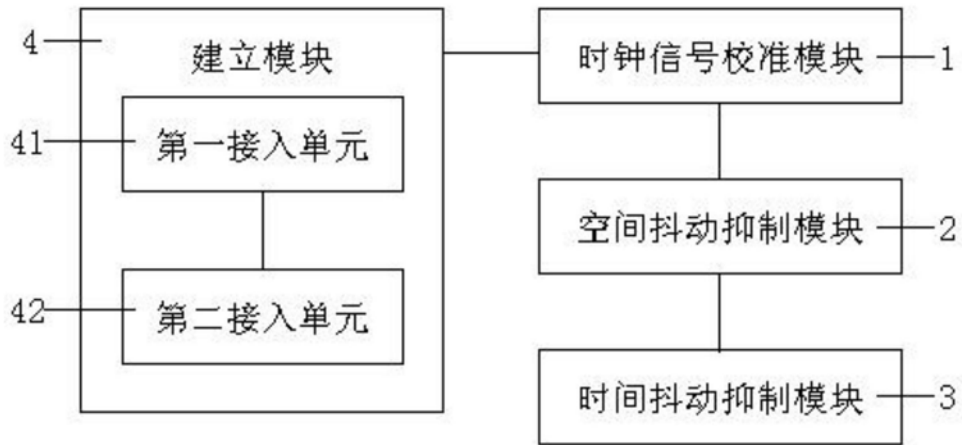 4
建立模块
41
第一接入单元
42
第二接入单元
时钟信号校准模块
1
空间抖动抑制模块
2
时间抖动抑制模块
3